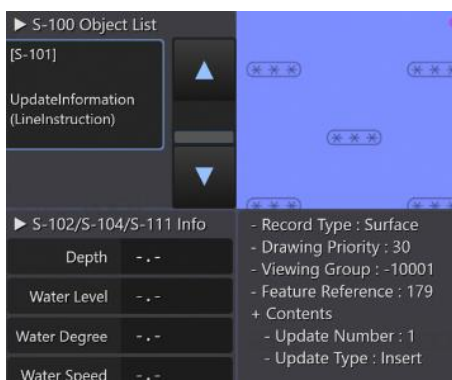 ▶ S-100 Object List
[S-101]
UpdateInformation
(LineInstruction)
▶ S-102/S-104/S-111 Info
Depth -.-
Water Level -.-
Water Degree -.-
Water Speed
- Record Type : Surface
- Drawing Priority : 30
- Viewing Group : -10001
- Feature Reference : 179
+ Contents
- Update Number : 1
- Update Type : Insert